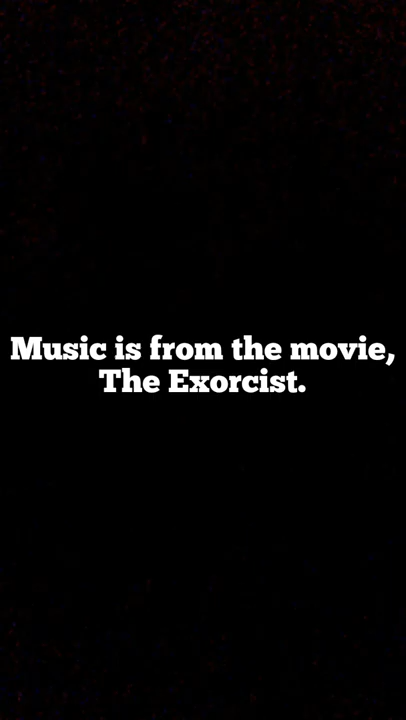 Music is from the movie,
The Exorcist.